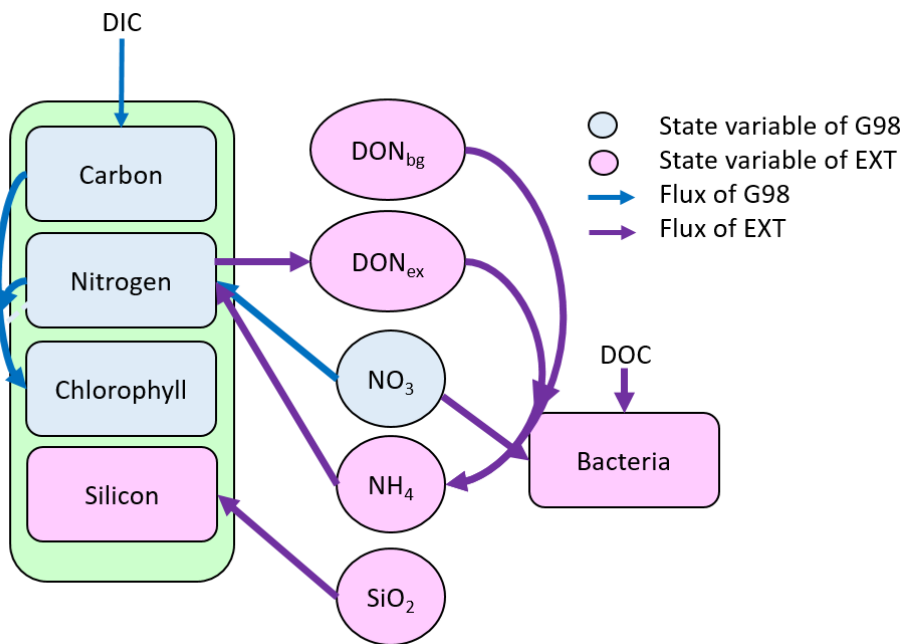 DIC
Carbon
Nitrogen
Chlorophyll
Silicon
DONbg
DONex
NO3
NH4
SiO2
DOC
Bacteria
State variable of G98
State variable of EXT
Flux of G98
Flux of EXT